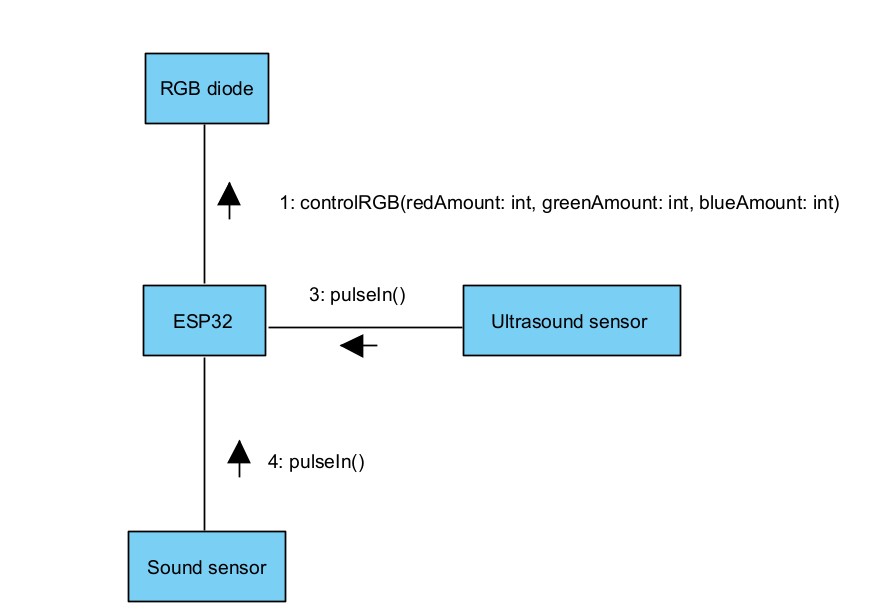 RGB diode
1: controlRGB(redAmount: int, greenAmount: int, blueAmount: int)
3: pulseIn()
ESP32
Ultrasound sensor
4: pulseIn()
Sound sensor